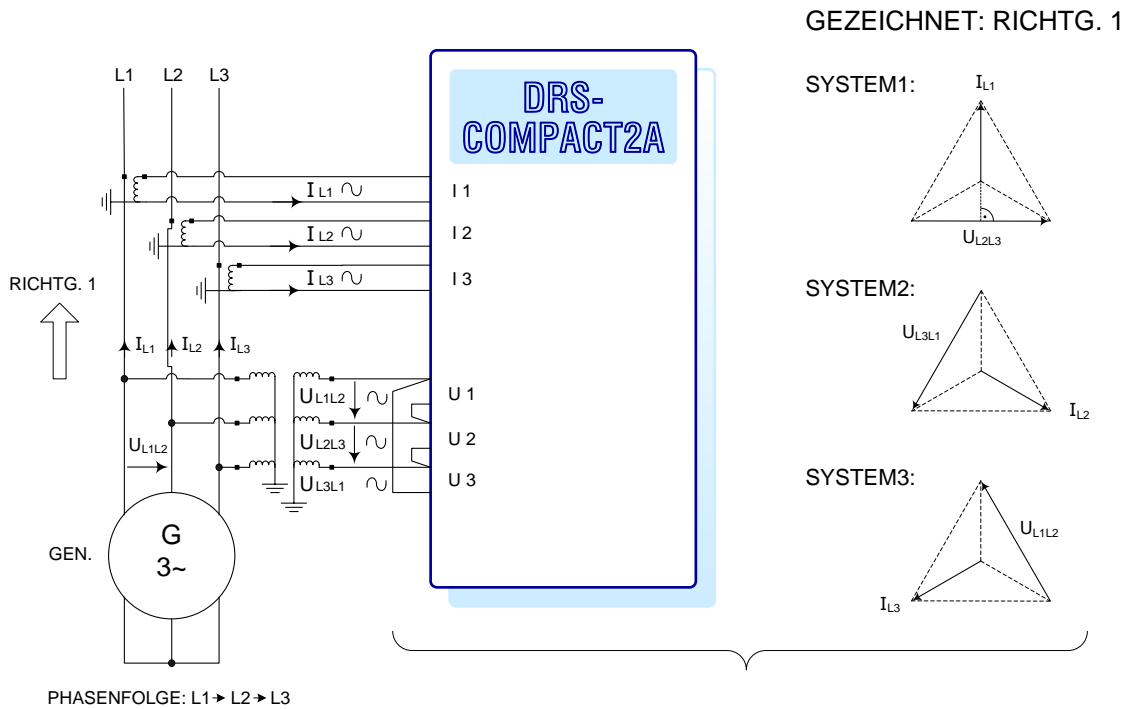 GEZEICHNET: RICHTG. 1
L1 L2 L3
DRS-
COMPACT2A
I L1
I 1
I L2
I 2
I L3
I 3
RICHTG. 1
IL1 IL2 IL3
UL1L2
U 1
UL2L3
U 2
UL3L1
U 3
UL1L2
GEN.
G
3~
PHASENFOLGE: L1→ L2→ L3
SYSTEM1:
IL1
UL2L3
SYSTEM2:
UL3L1
IL2
SYSTEM3:
UL1L2
IL3